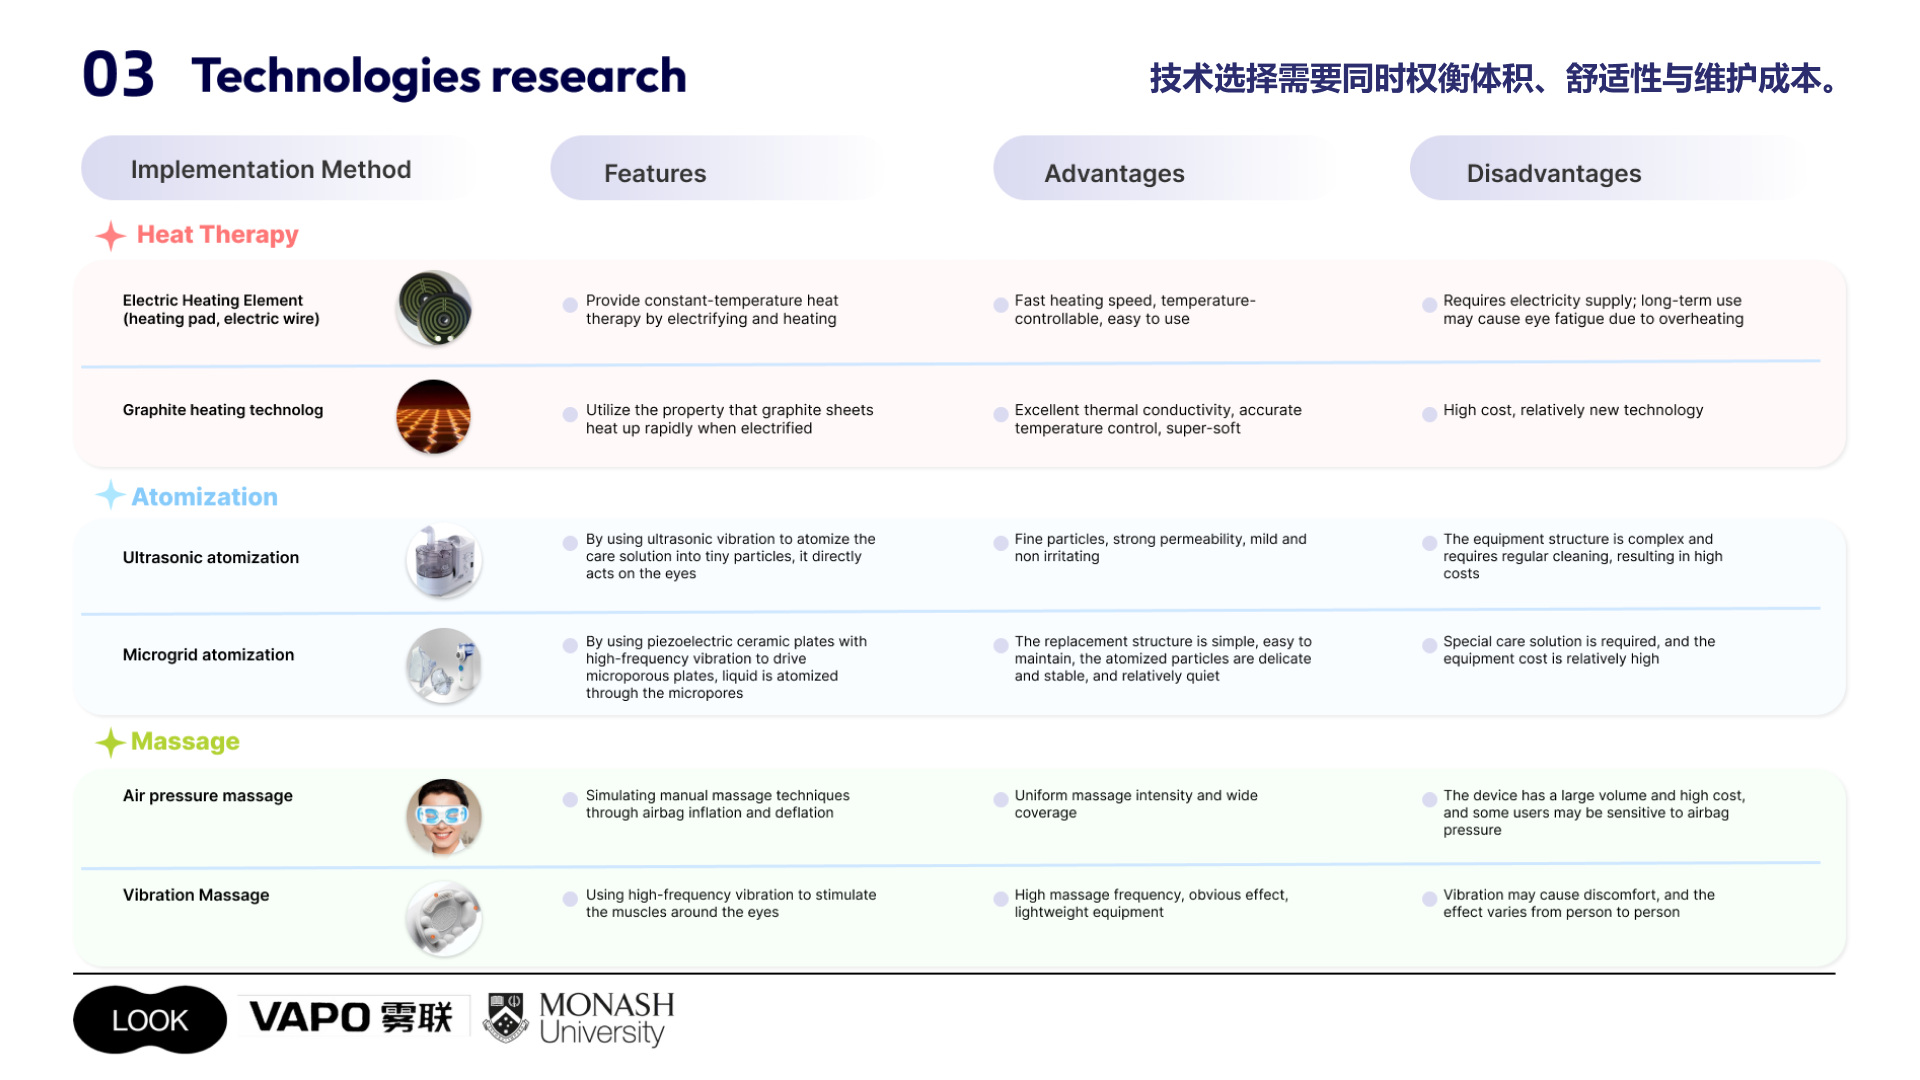 03 Technologies research
技术选择需要同时权衡体积、舒适性与维护成本。
Implementation Method
Features
Advantages
Disadvantages
Heat Therapy
Electric Heating Element
(heating pad, electric wire)
Provide constant-temperature heat
therapy by electrifying and heating
Fast heating speed, temperature-
controllable, easy to use
Requires electricity supply; long-term use
may cause eye fatigue due to overheating
Graphite heating technolog
Utilize the property that graphite sheets
heat up rapidly when electrified
Excellent thermal conductivity, accurate
temperature control, super-soft
High cost, relatively new technology
Atomization
Ultrasonic atomization
By using ultrasonic vibration to atomize the
care solution into tiny particles, it directly
acts on the eyes
Fine particles, strong permeability, mild and
non irritating
The equipment structure is complex and
requires regular cleaning, resulting in high
costs
Microgrid atomization
By using piezoelectric ceramic plates with
high-frequency vibration to drive
microporous plates, liquid is atomized
through the micropores
The replacement structure is simple, easy to
maintain, the atomized particles are delicate
and stable, and relatively quiet
Special care solution is required, and the
equipment cost is relatively high
Massage
Air pressure massage
Simulating manual massage techniques
through airbag inflation and deflation
Uniform massage intensity and wide
coverage
The device has a large volume and high cost,
and some users may be sensitive to airbag
pressure
Vibration Massage
Using high-frequency vibration to stimulate
the muscles around the eyes
High massage frequency, obvious effect,
lightweight equipment
Vibration may cause discomfort, and the
effect varies from person to person
LOOK
VAPO 雾联
MONASH
University